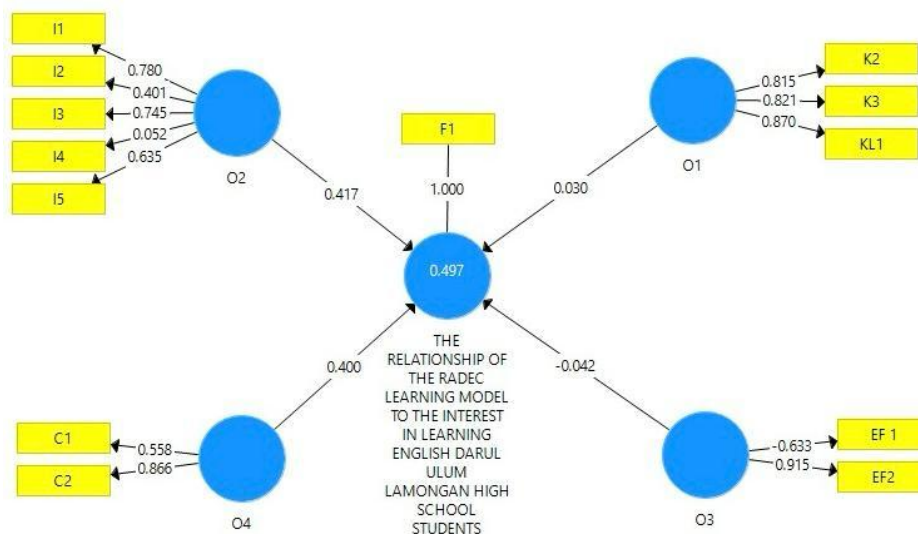 I1
I2
I3
I4
I5
0.780
0.401
0.745
0.052
0.635
O2
0.417
F1
1.000
0.497
THE
RELATIONSHIP OF
THE RADEC
LEARNING MODEL
TO THE INTEREST
IN LEARNING
ENGLISH DARUL
ULUM
LAMONGAN HIGH
SCHOOL
STUDENTS
K2
K3
KL1
0.815
0.821
0.870
O1
0.030
C1
C2
0.558
0.866
O4
0.400
EF 1
EF2
-0.633
0.915
O3
-0.042